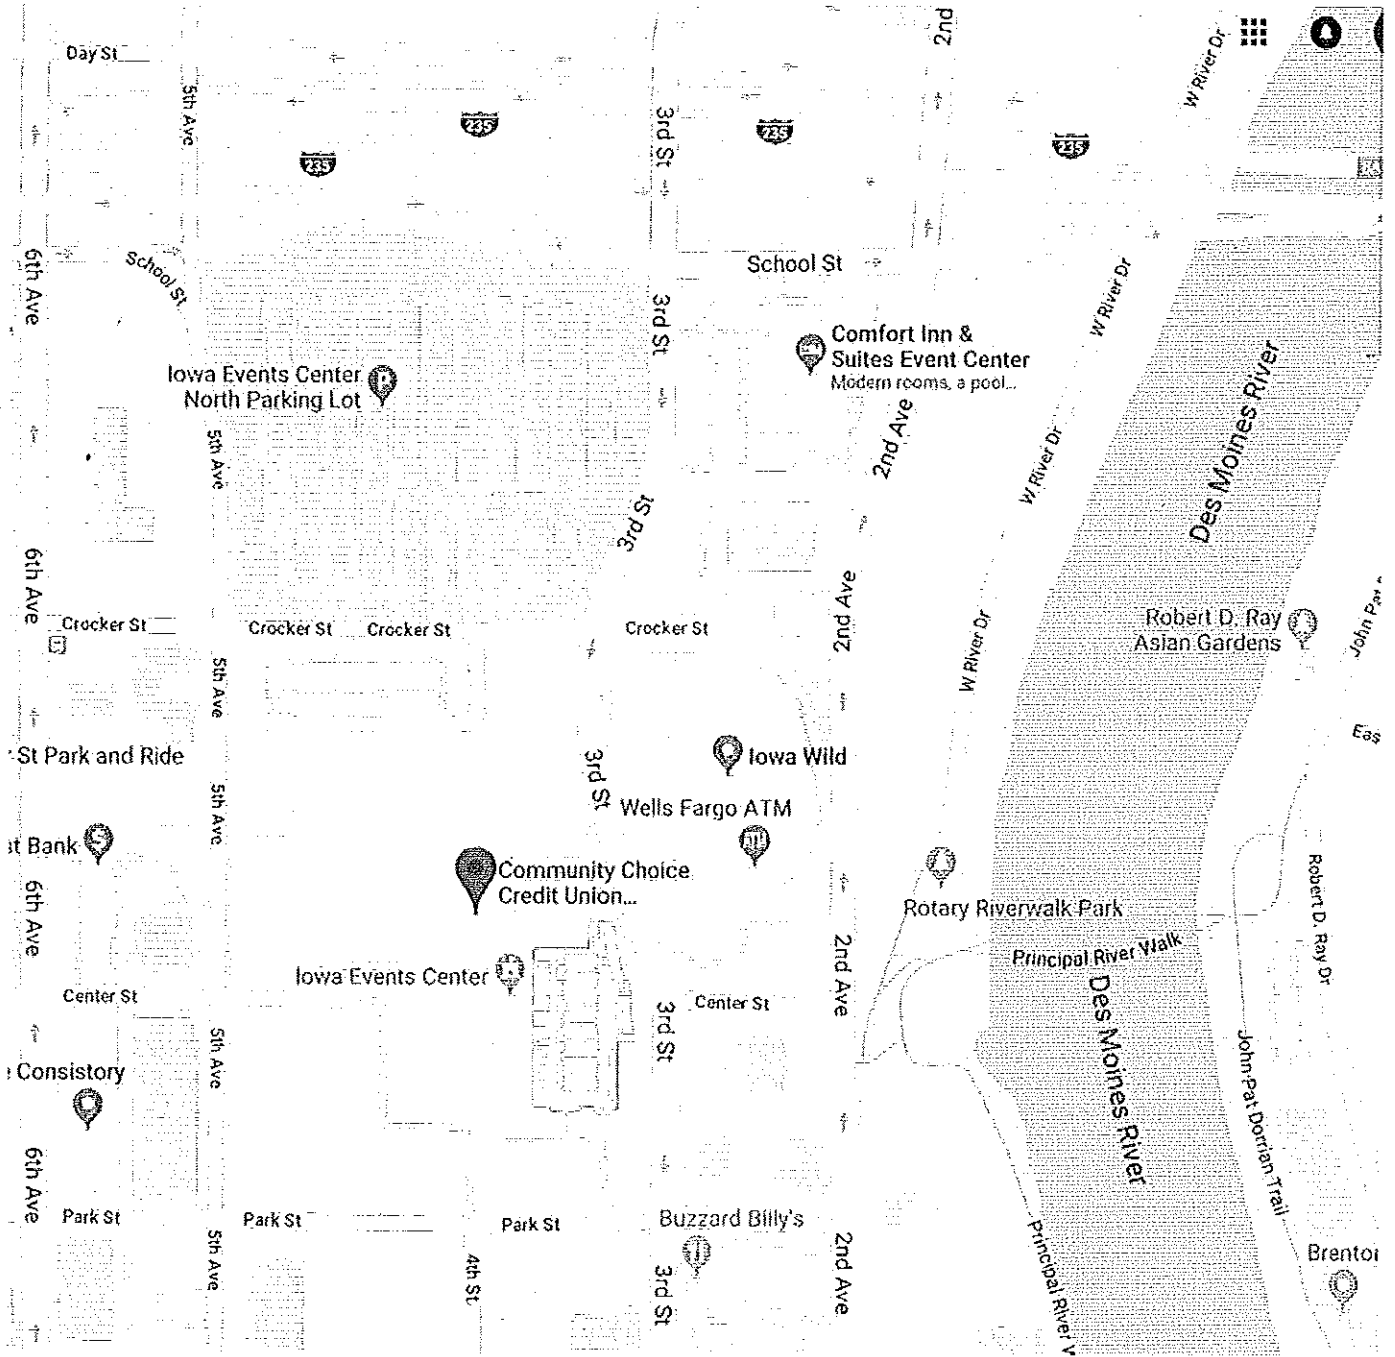 2nd
W River Dr
Day St
5th Ave
3rd St
235
235
235
235
6th Ave
School St
School St
3rd St
W River Dr
Comfort Inn &
Suites Event Center
Modern rooms, a pool...
Iowa Events Center
North Parking Lot
Des Moines River
5th Ave
2nd Ave
W River Dr
3rd St
6th Ave
2nd Ave
Crocker St
Crocker St
Crocker St
Crocker St
W River Dr
Robert D. Ray
Asian Gardens
John Pat
5th Ave
St Park and Ride
3rd St
Iowa Wild
Eas
5th Ave
Wells Fargo ATM
st Bank
Community Choice
Credit Union...
6th Ave
Rotary Riverwalk Park
Robert D. Ray Dr
Principal River Walk
2nd Ave
Iowa Events Center
Center St
Center St
3rd St
Des Moines River
5th Ave
Consistory
John Pat Dorrian Trail
6th Ave
Park St
Park St
Park St
Buzzard Billy's
5th Ave
4th St
3rd St
2nd Ave
Principal River W
Brenton